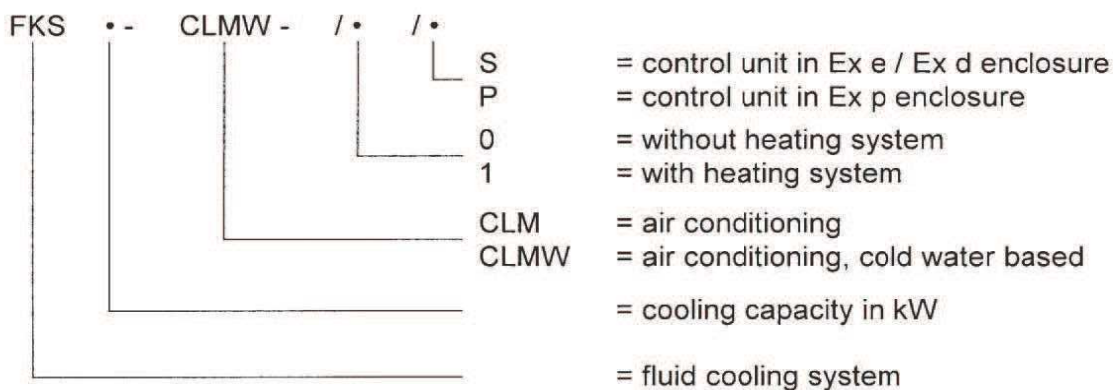 FKS •- CLMW - /• /•
S = control unit in Ex e / Ex d enclosure
P = control unit in Ex p enclosure
0 = without heating system
1 = with heating system
CLM = air conditioning
CLMW = air conditioning, cold water based
= cooling capacity in kW
= fluid cooling system